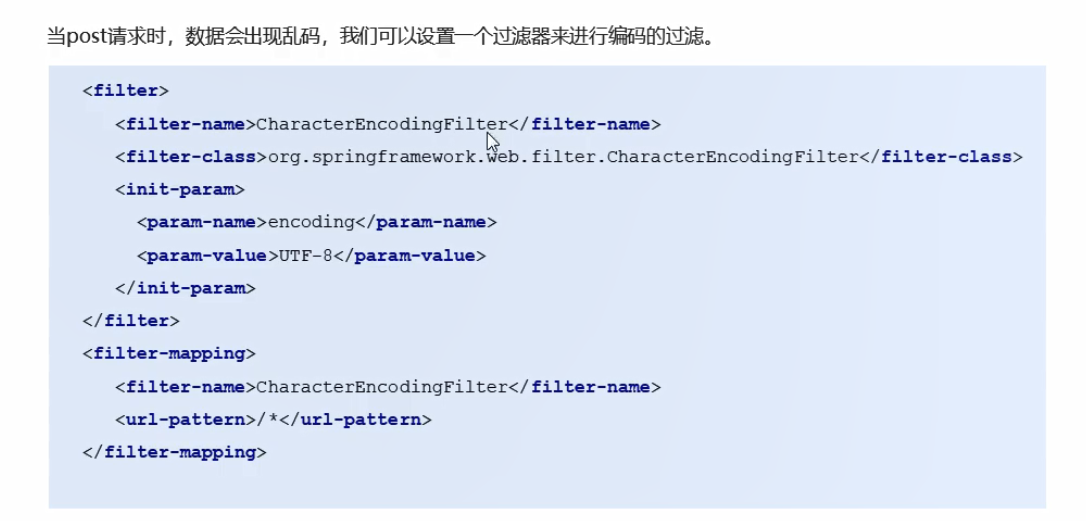 当post请求时，数据会出现乱码，我们可以设置一个过滤器来进行编码的过滤。
<filter>
<filter-name>CharacterEncodingFilter</filter-name>
<filter-class>org.springframework.web.filter.CharacterEncodingFilter</filter-class>
<init-param>
<param-name>encoding</param-name>
<param-value>UTF-8</param-value>
</init-param>
</filter>
<filter-mapping>
<filter-name>CharacterEncodingFilter</filter-name>
<url-pattern>/*</url-pattern>
</filter-mapping>